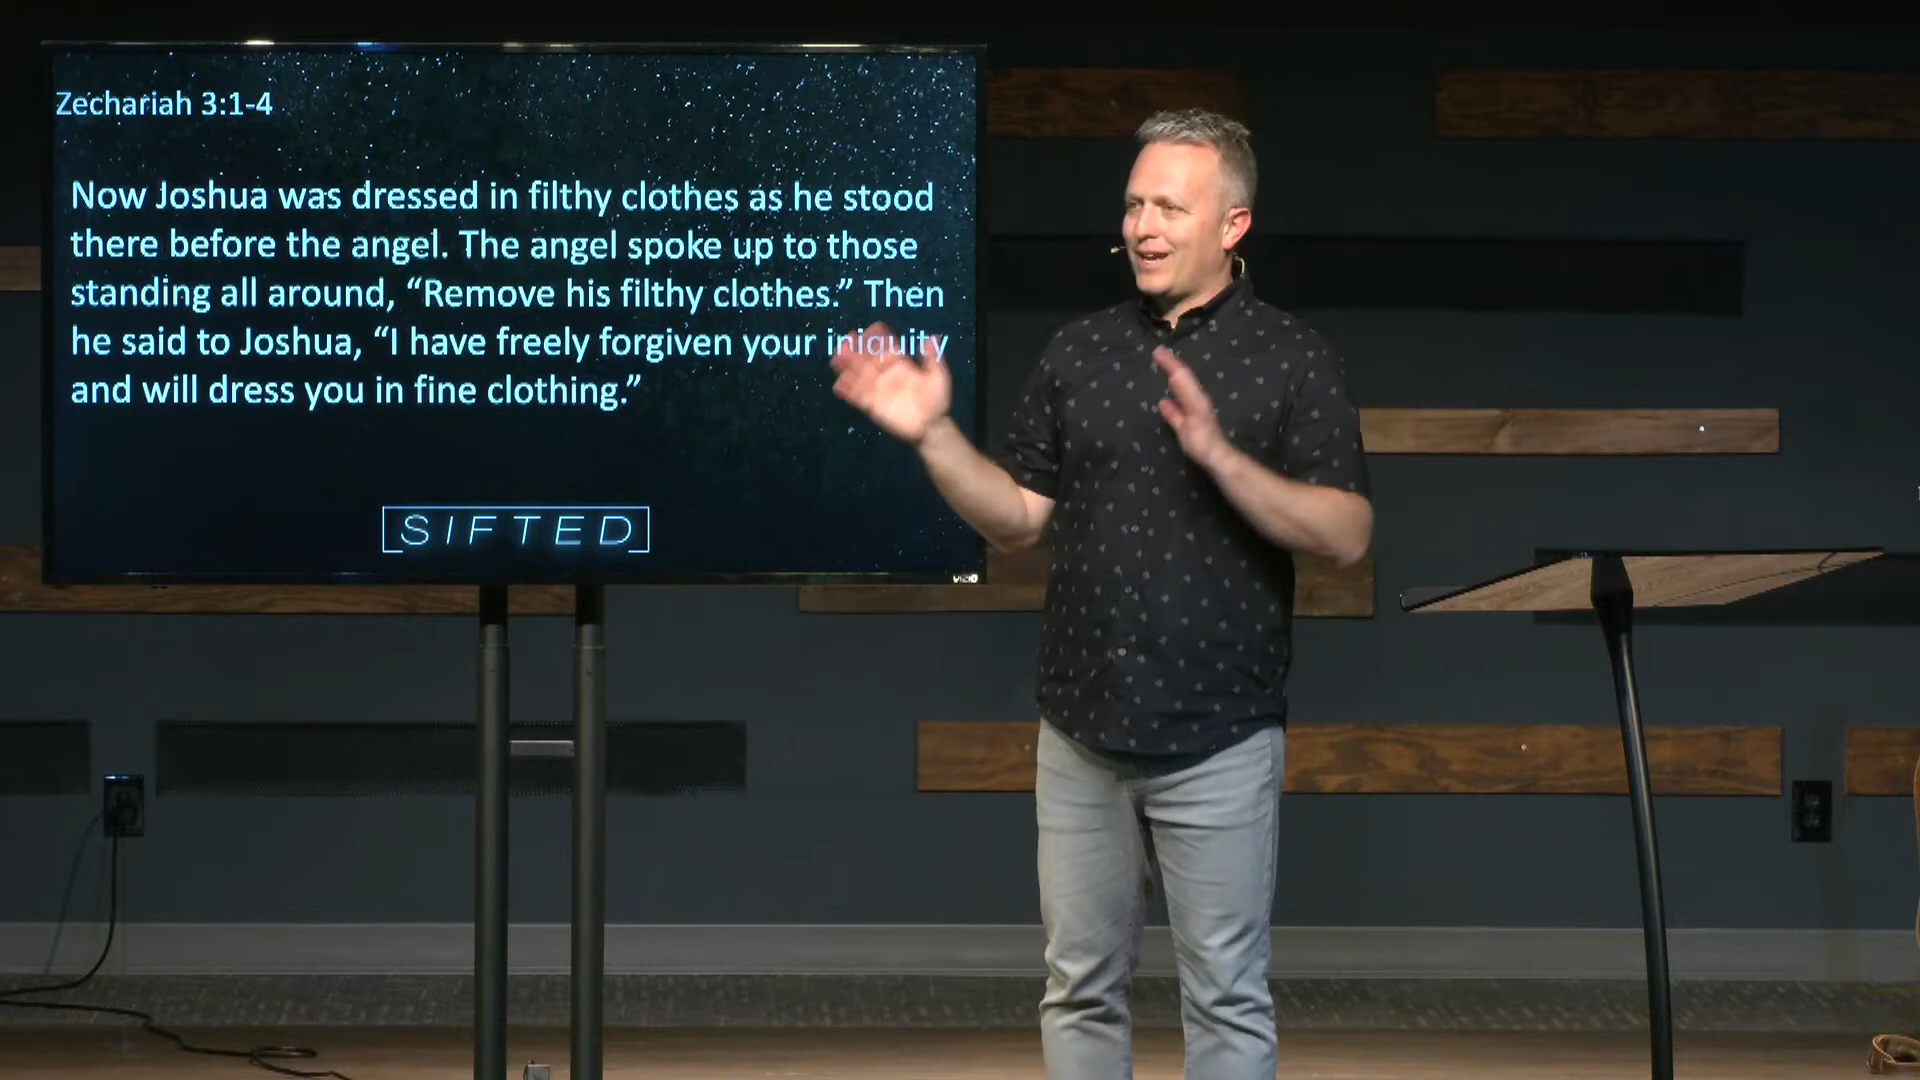 Zechariah 3:1-4
Now Joshua was dressed in filthy clothes as he stood
there before the angel. The angel spoke up to those
standing all around, “Remove his filthy clothes.” Then
he said to Joshua, “I have freely forgiven your iniquity
and will dress you in fine clothing.”
SIFTED
VIZIO